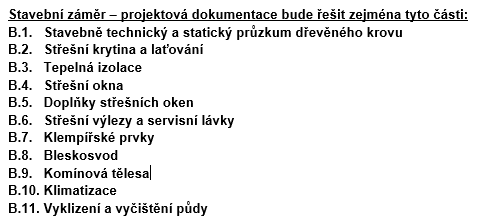 Stavební záměr – projektová dokumentace bude řešit zejména tyto části:
B.1. Stavebně technický a statický průzkum dřevěného krovu
B.2. Střešní krytina a laťování
B.3. Tepelná izolace
B.4. Střešní okna
B.5. Doplňky střešních oken
B.6. Střešní výlezy a servisní lávky
B.7. Klempířské prvky
B.8. Bleskosvod
B.9. Komínová tělesa
B.10. Klimatizace
B.11. Vyklizení a vyčištění půdy